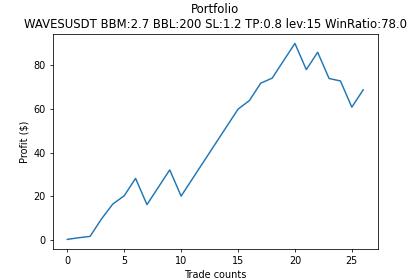 Portfolio
WAVESUSDT BBM:2.7 BBL:200 SL:1.2 TP:0.8 lev:15 WinRatio:78.0
Profit ($)
80
60
40
20
0
0 5 10 15 20 25
Trade counts